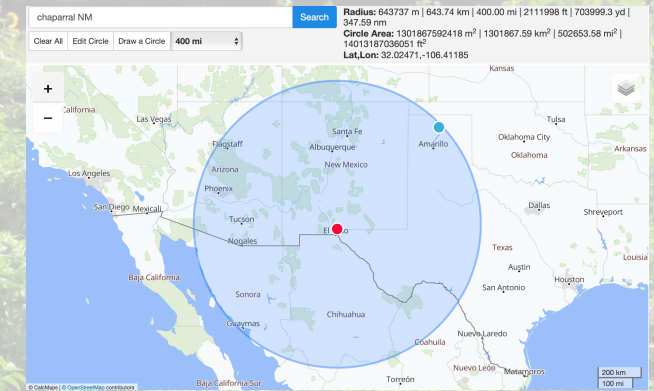 chaparral NM
Search
Radius: 643737 m | 643.74 km | 400.00 mi | 2111998 ft | 703999.3 yd |
347.59 nm
Circle Area: 1301867592418 m² | 1301867.59 km² | 502653.58 mi² |
14013187036051 ft²
Lat,Lon: 32.02471,-106.41185
Clear All
Edit Circle
Draw a Circle
400 mi
+
−
Kansas
California
Las Vegas
Tulsa
Santa Fe
Flagstaff
Albuquerque
Amarillo
Oklahoma City
Arkansas
Oklahoma
New Mexico
Arizona
Los Angeles
Phoenix
San Diego
Mexicali
Dallas
Shreveport
Tucson
Nogales
Texas
Louisia
Austin
Baja California
Houston
San Antonio
Sonora
Chihuahua
Guaymas
Nuevo Laredo
Coahuila
Nuevo León
Matamoros
Torreón
Baja California Sur
200 km
100 mi
© CalcMaps | © OpenStreetMap contributors